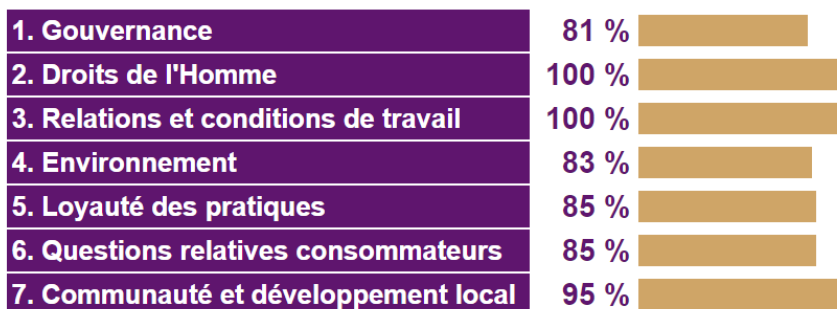 1. Gouvernance 81 %
2. Droits de l'Homme 100 %
3. Relations et conditions de travail 100 %
4. Environnement 83 %
5. Loyauté des pratiques 85 %
6. Questions relatives consommateurs 85 %
7. Communauté et développement local 95 %